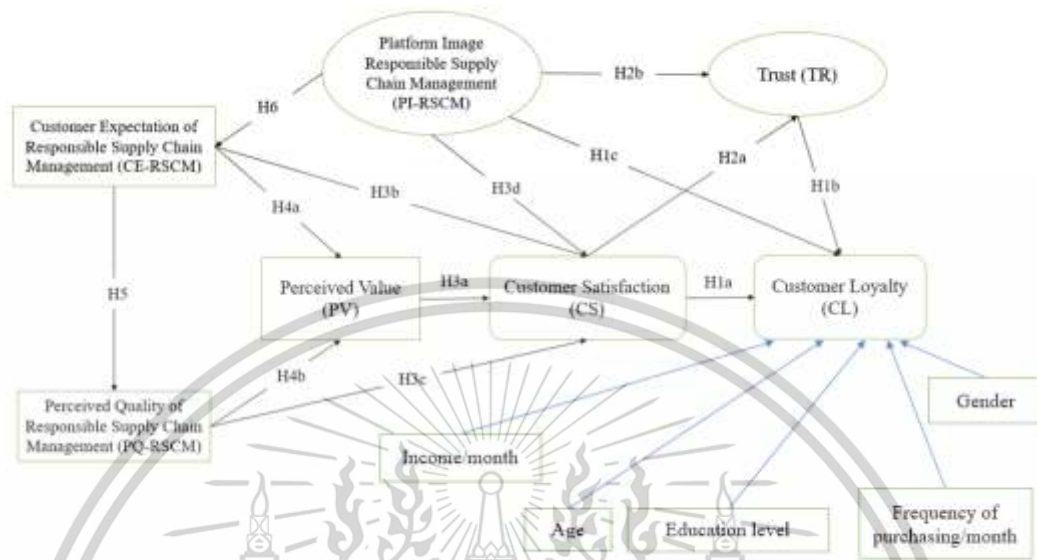 Platform Image
Responsible Supply
Chain Management
(PI-RSCM)
H2b
Trust (TR)
H6
Customer Expectation of
Responsible Supply Chain
Management (CE-RSCM)
H1c
H2a
H3b
H3d
H1b
H4a
H5
Perceived Value
(PV)
H3a
Customer Satisfaction
(CS)
H1a
Customer Loyalty
(CL)
H4b
H3c
Perceived Quality of
Responsible Supply Chain
Management (PQ-RSCM)
Gender
Income month
Age
Education level
Frequency of
purchasing/month